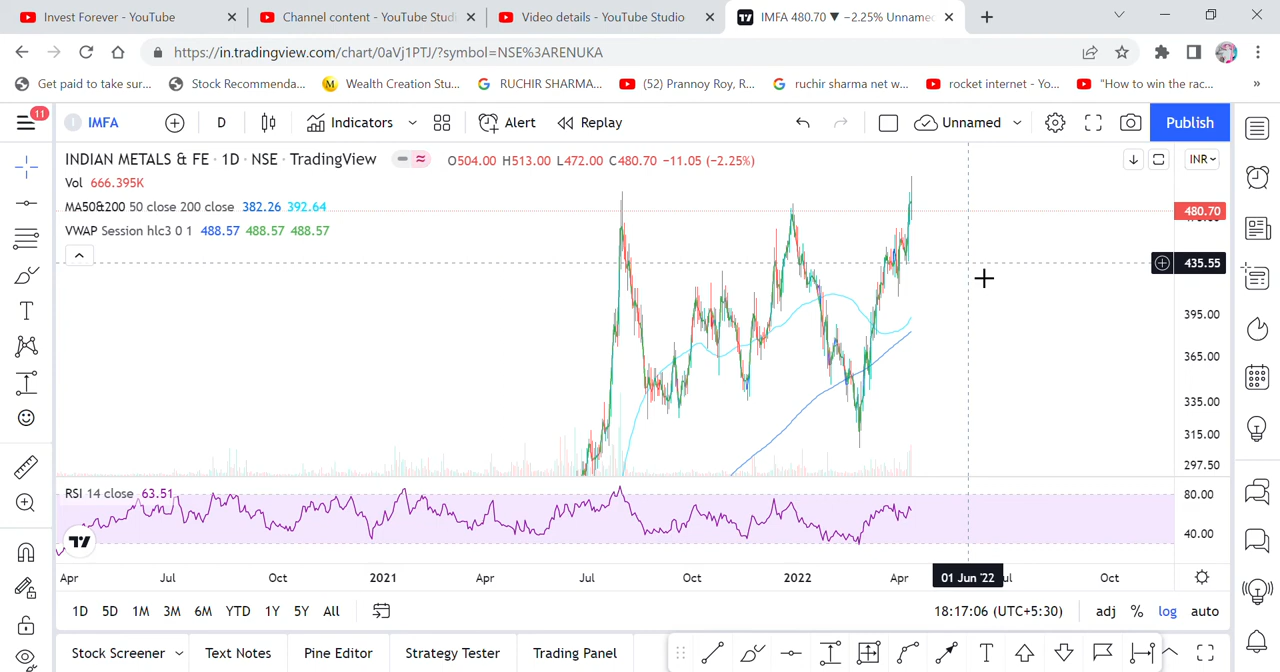 Invest Forever - YouTube
Channel content - YouTube Studi
Video details - YouTube Studio
IMFA 480.70 ▼ −2.25% Unname
https://in.tradingview.com/chart/0aVj1PTJ/?symbol=NSE%3ARENUKA
Get paid to take sur...
Stock Recommenda...
Wealth Creation Stu...
RUCHIR SHARMA...
(52) Prannoy Roy, R...
ruchir sharma net w...
rocket internet - Yo...
"How to win the rac...
»
11
IMFA
D
Indicators
Alert
Replay
Unnamed
Publish
INDIAN METALS & FE · 1D · NSE · TradingView
O504.00 H513.00 L472.00 C480.70 −11.05 (−2.25%)
INR
Vol 666.395K
MA50&200 50 close 200 close 382.26 392.64
VWAP Session hlc3 0 1 488.57 488.57 488.57
480.70
435.55
395.00
365.00
335.00
315.00
297.50
RSI 14 close 63.51
80.00
40.00
Apr
Jul
Oct
2021
Apr
Jul
Oct
2022
Apr
01 Jun '22
ul
Oct
1D
5D
1M
3M
6M
YTD
1Y
5Y
All
18:17:06 (UTC+5:30)
adj
%
log
auto
Stock Screener
Text Notes
Pine Editor
Strategy Tester
Trading Panel